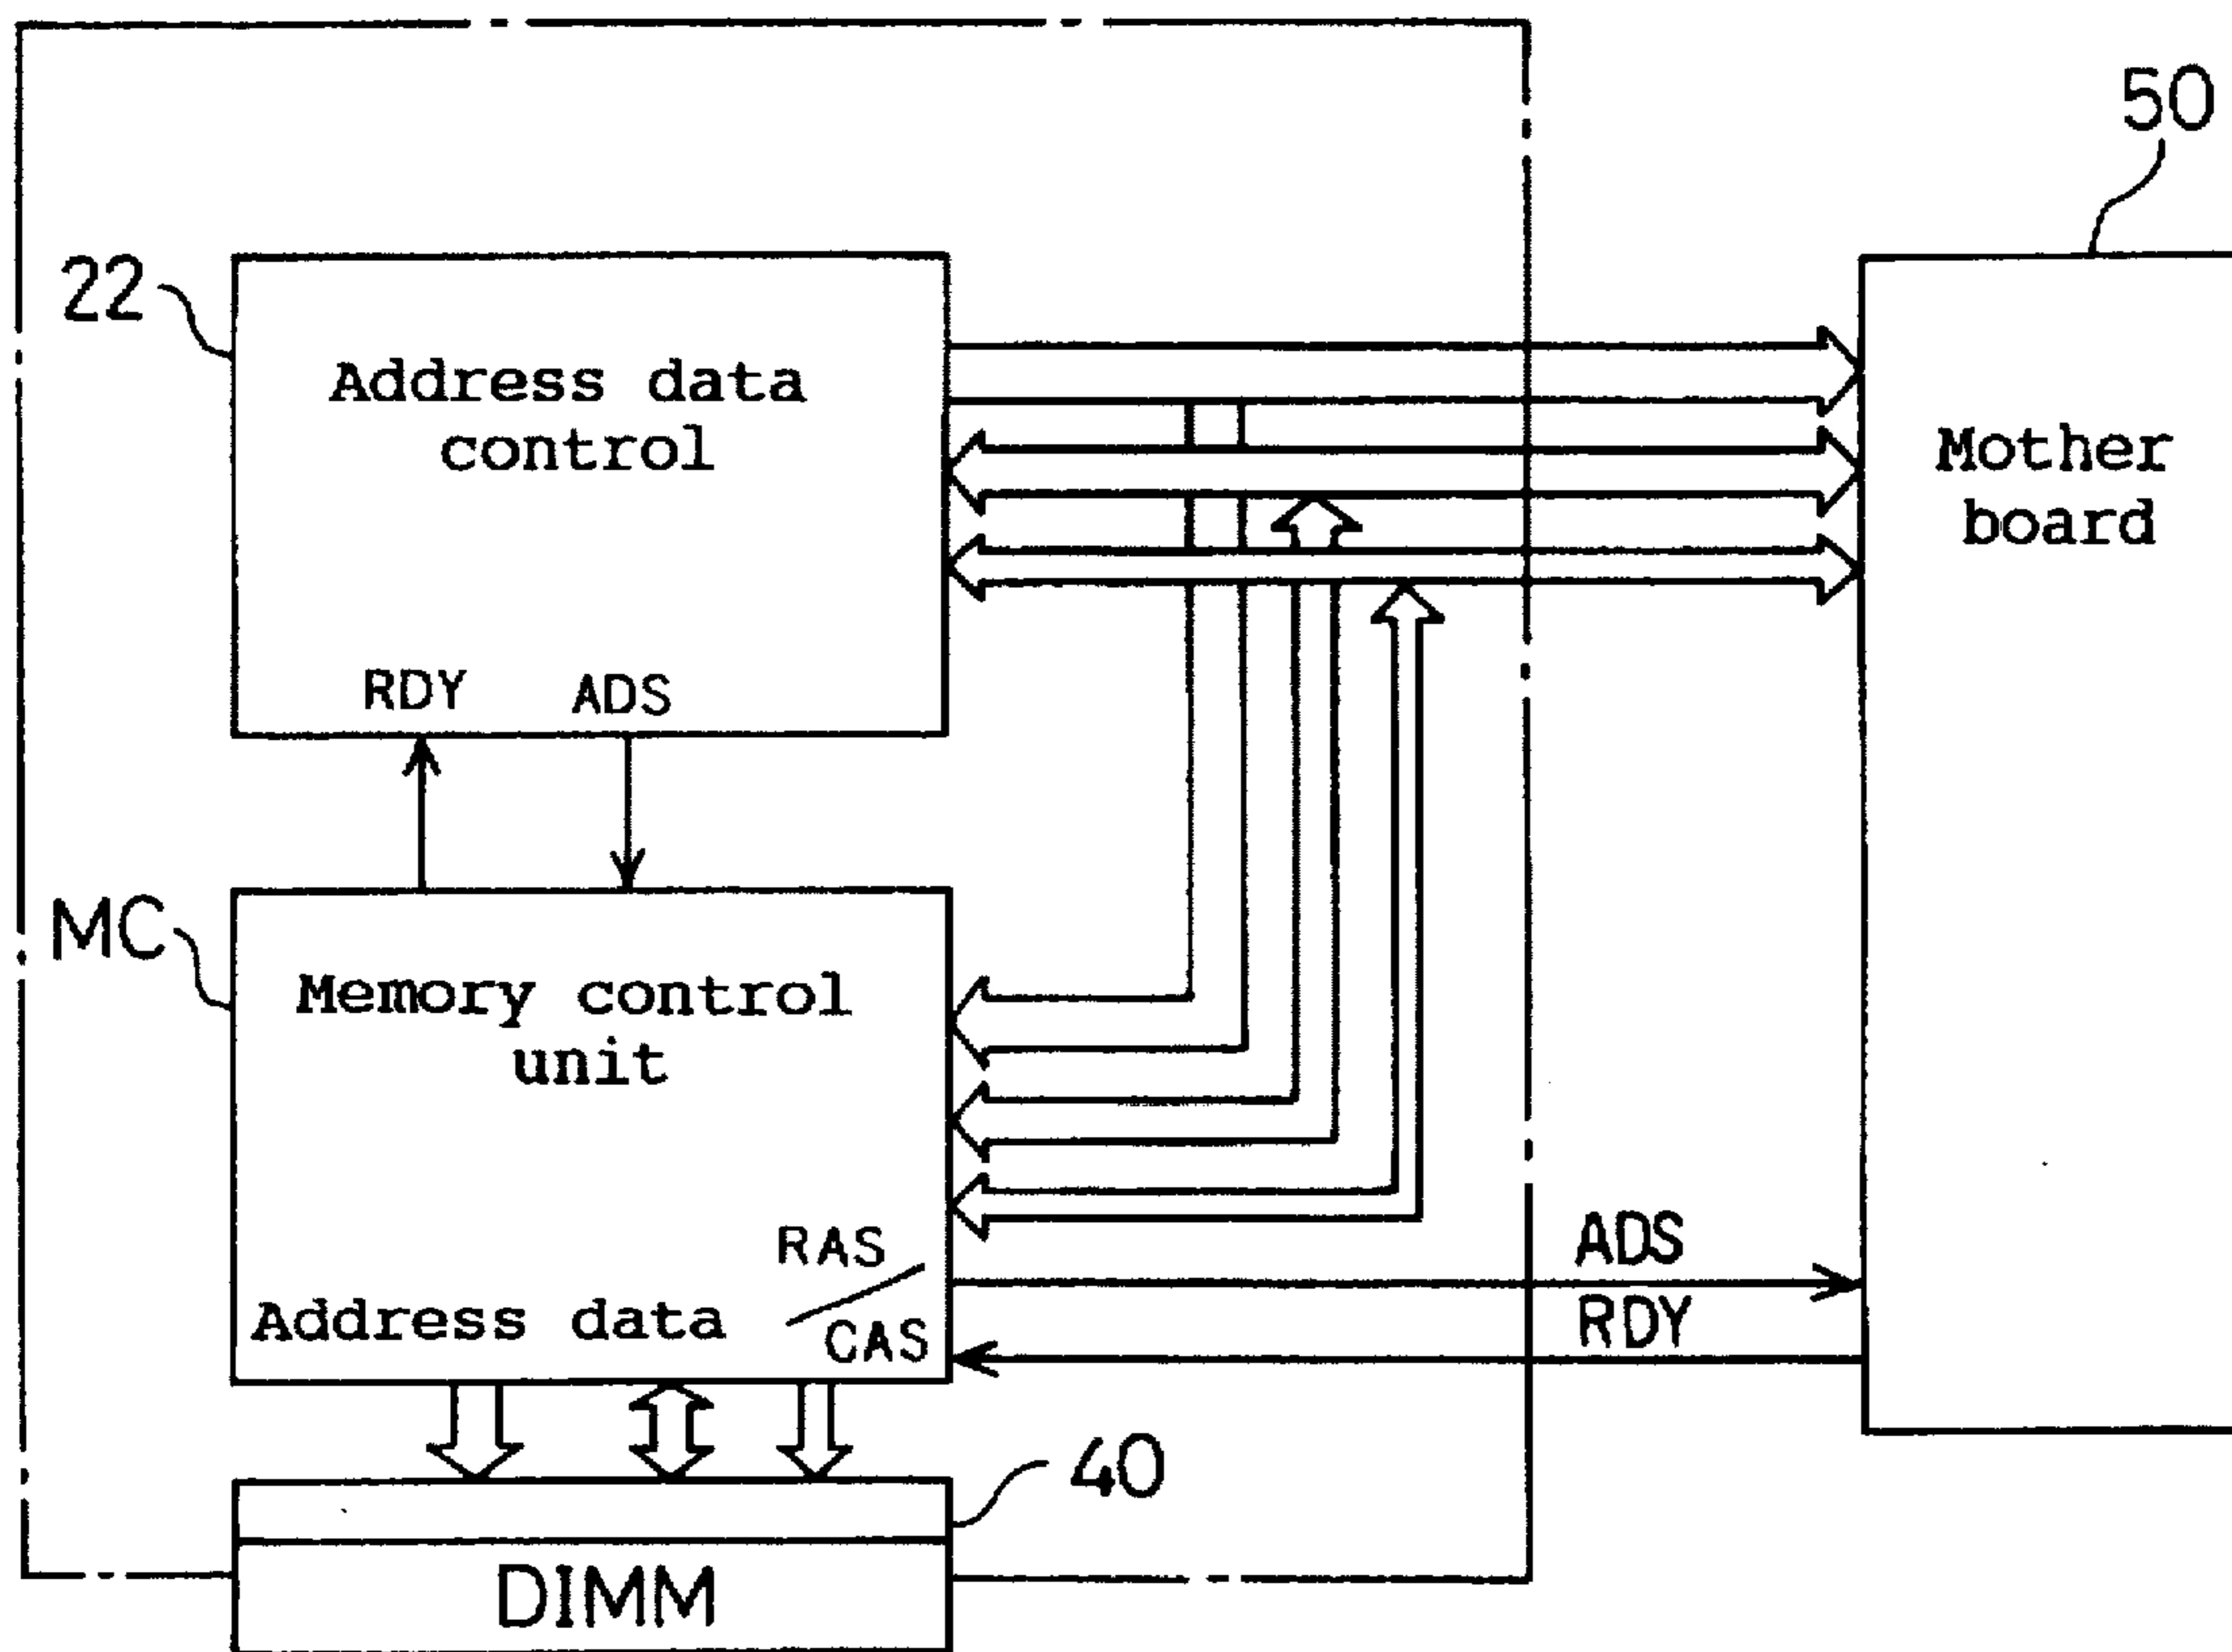 50
22
Address data
control
Mother
board
RDY ADS
MC
Memory control
unit
RAS
ADS
Address data
CAS
RDY
40
DIMM